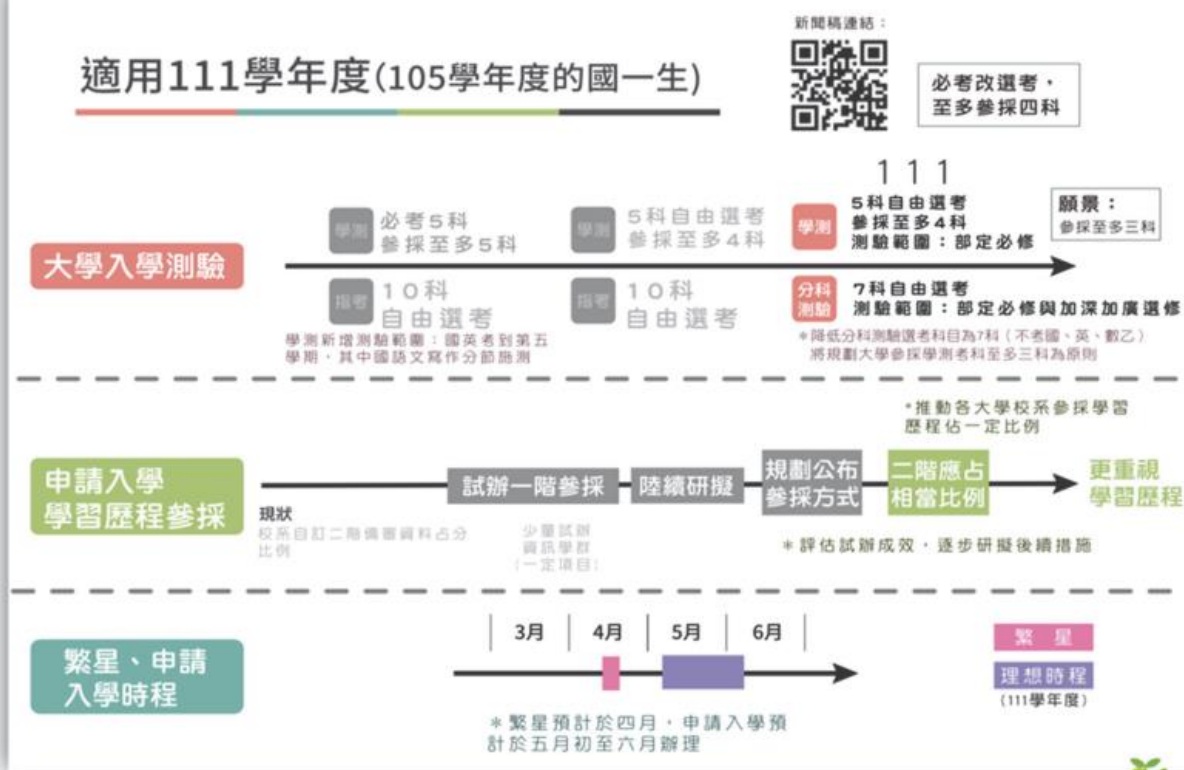 新聞稿連結：
適用111學年度(105學年度的國一生)
必考改選考，
至多參採四科
111
大學入學測驗
學測
必考5科
參採至多5科
學測
5科自由選考
參採至多4科
學測
5科自由選考
參採至多4科
測驗範圍：部定必修
願景：
參採至多三科
指考
10科
自由選考
學測新增測驗範圍：國英考到第五
學期，其中國語文寫作分節施測
指考
10科
自由選考
分科
測驗
7科自由選考
測驗範圍：部定必修與加深加廣選修
*降低分科測驗選考科目為7科（不考國、英、數乙）
將規劃大學參採學測考科至多三科為原則
*推動各大學校系參採學習
歷程佔一定比例
申請入學
學習歷程參採
現狀
校系自訂二階備審資料占分
比例
試辦一階參採
少量試辦
資訊學群
(一定項目)
陸續研擬
規劃公布
參採方式
二階應占
相當比例
更重視
學習歷程
*評估試辦成效，逐步研擬後續措施
繁星、申請
入學時程
3月
4月
5月
6月
*繁星預計於四月，申請入學預
計於五月初至六月辦理
繁 星
理想時程
(111學年度)